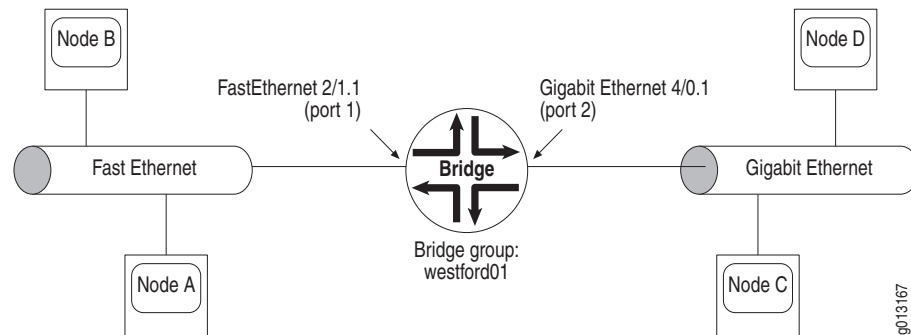 Node B
Node D
FastEthernet 2/1.1
(port 1)
Gigabit Ethernet 4/0.1
(port 2)
Fast Ethernet
Bridge
Gigabit Ethernet
Bridge group:
westford01
Node A
Node C
g013167